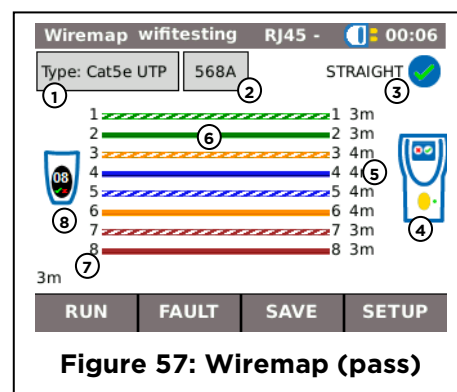 Wiremap wifitesting RJ45 - 00:06
Type: Cat5e UTP 568A STRAIGHT
1 2 3
1 1 3m
2 6 2 3m
3 3 4m
08 4 4 4m 5
5 5 4m
8 6 6 4m 4
7 7 3m
7 8 8 3m
3m
RUN FAULT SAVE SETUP
Figure 57: Wiremap (pass)